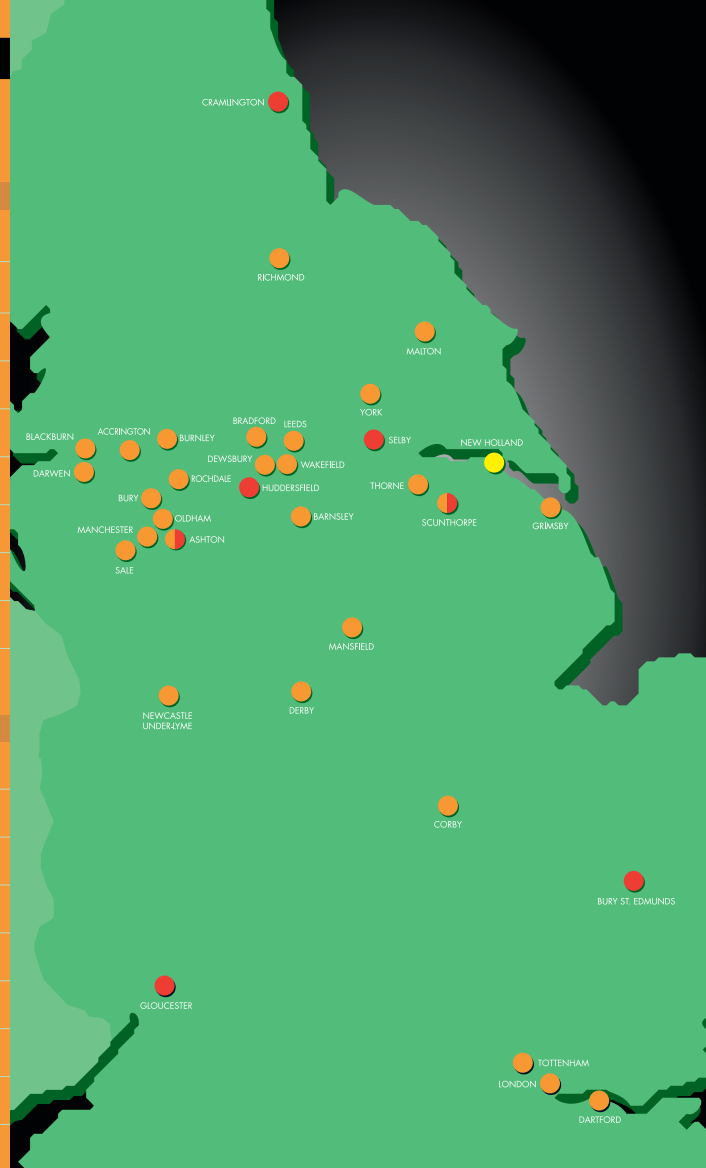 CRAMLINGTON
RICHMOND
MALTON
YORK
BRADFORD
LEEDS
ACCRINGTON
BLACKBURN
BURNLEY
SELBY
NEW HOLLAND
DEWSBURY
WAKEFIELD
DARWEN
ROCHDALE
HUDDERSFIELD
THORNE
BURY
OLDHAM
BARNSLEY
SCUNTHORPE
GRIMSBY
MANCHESTER
ASHTON
SALE
MANSFIELD
DERBY
NEWCASTLE
UNDER-LYME
CORBY
BURY ST. EDMUNDS
GLOUCESTER
TOTTENHAM
LONDON
DARTFORD